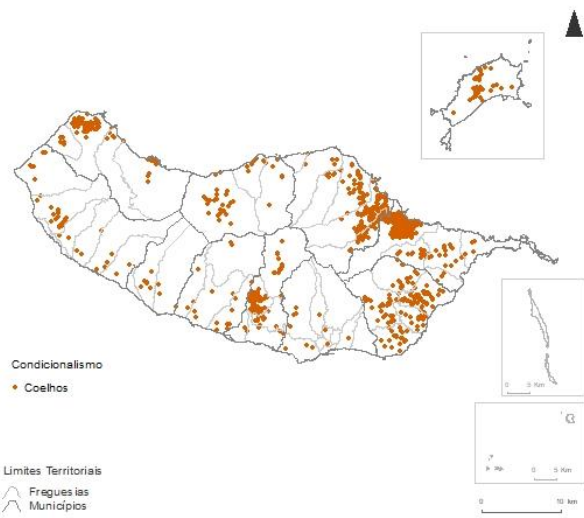 Condicionalismo
Coelhos
0 5 Km
Limites Territoriais
Freguesias
Municípios
0 5 Km
0 10 km